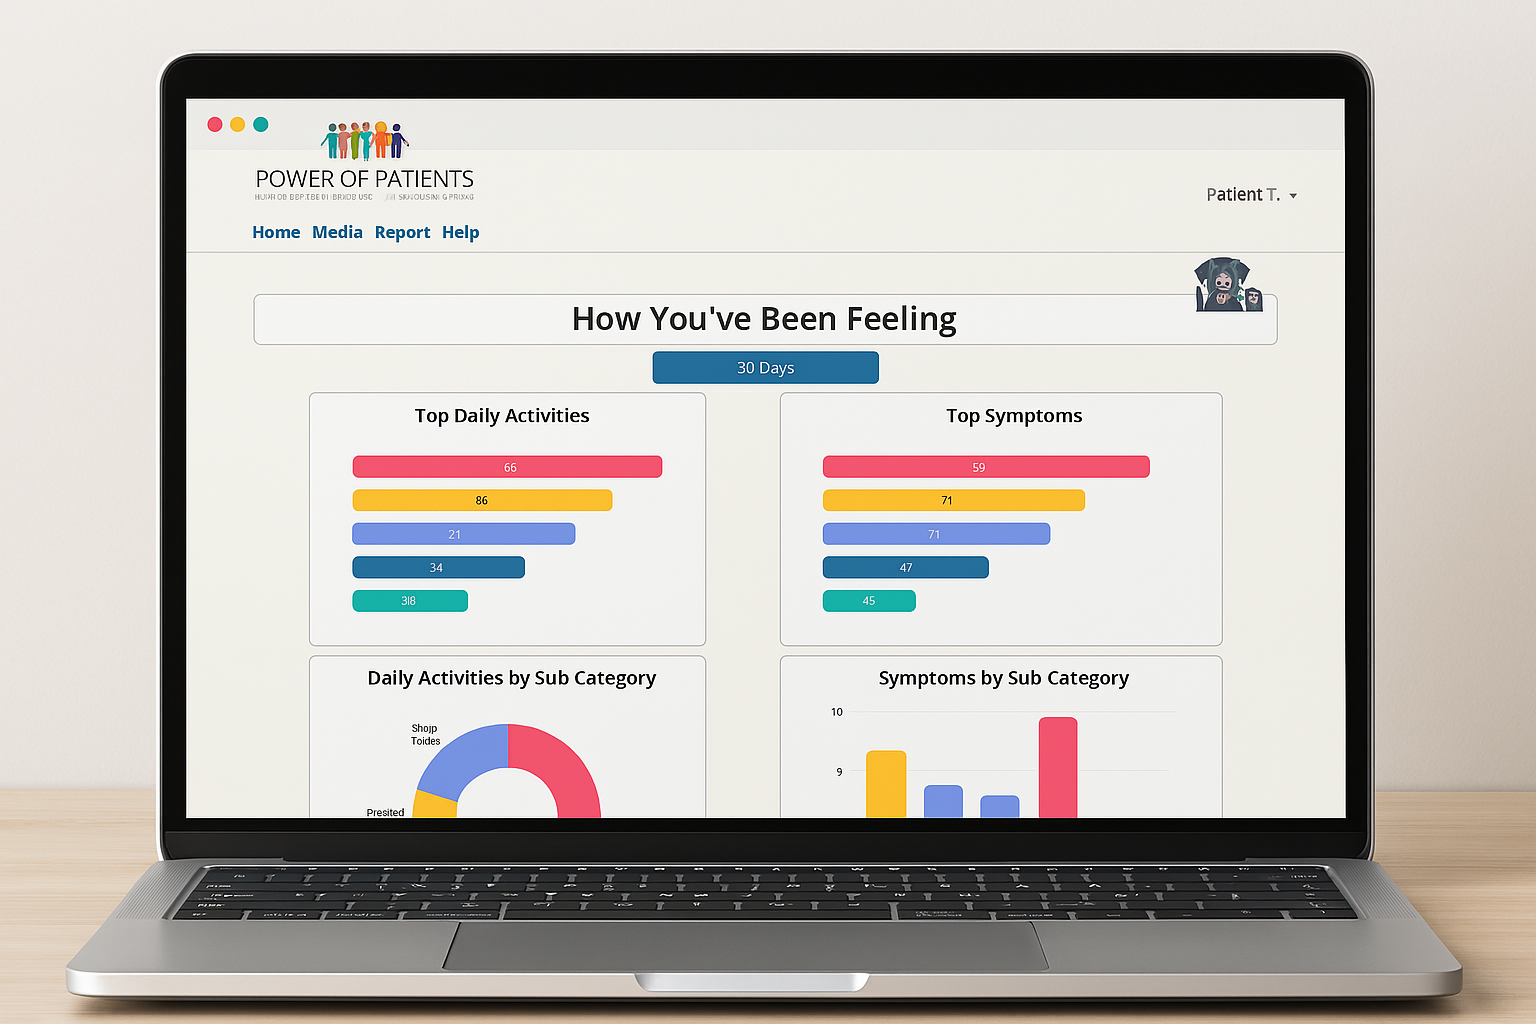 POWER OF PATIENTS
Patient T.
Home Media Report Help
How You've Been Feeling
30 Days
Top Daily Activities
66
86
21
34
318
Top Symptoms
59
71
71
47
45
Daily Activities by Sub Category
Shojp
Toides
Presited
Symptoms by Sub Category
10
9